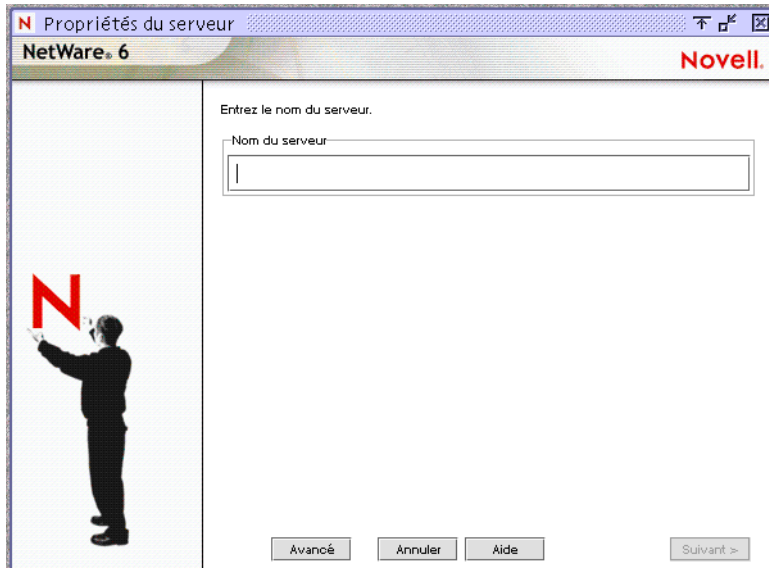 N Propriétés du serveur
NetWare® 6
Novell.
Entrez le nom du serveur.
Nom du serveur
N
Avancé Annuler Aide Suivant >